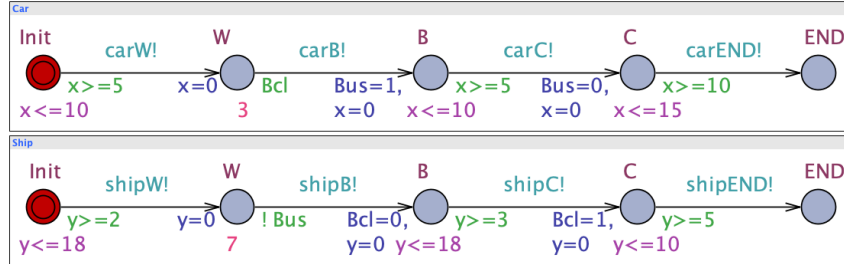 Car
Init W B C END
carW! carB! carC! carEND!
x>=5 x=0 Bcl Bus=1, x>=5 Bus=0, x>=10
x<=10 3 x=0 x<=10 x=0 x<=15
Ship
Init W B C END
shipW! shipB! shipC! shipEND!
y>=2 y=0 ! Bus Bcl=0, y>=3 Bcl=1, y>=5
y<=18 7 y=0 y<=18 y=0 y<=10